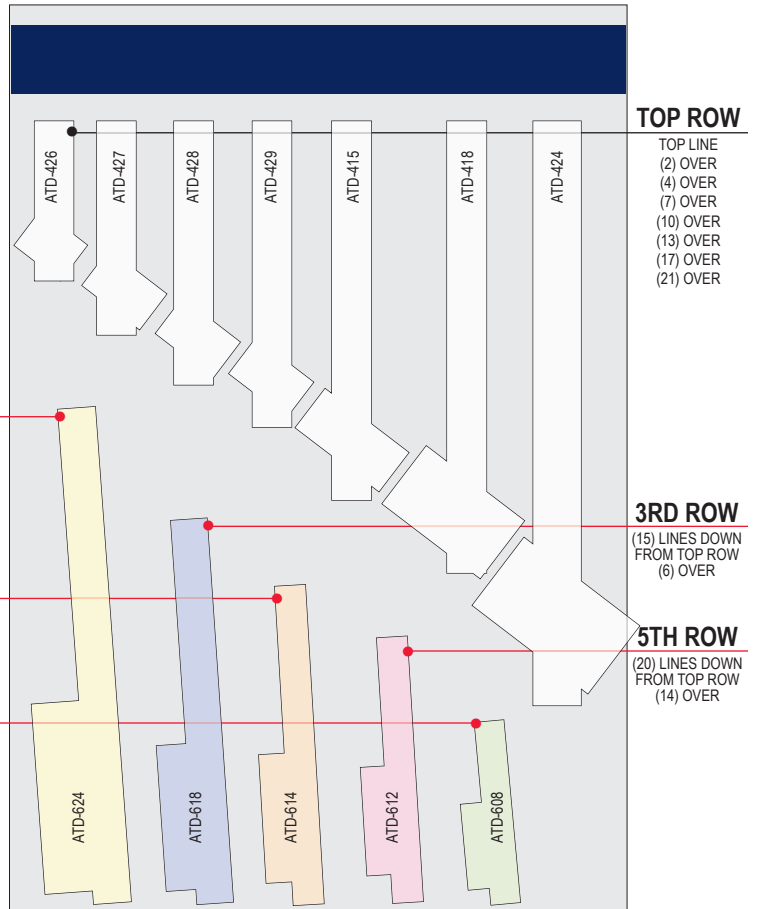 ATD-426
ATD-427
ATD-428
ATD-429
ATD-415
ATD-418
ATD-424
TOP ROW
TOP LINE
(2) OVER
(4) OVER
(7) OVER
(10) OVER
(13) OVER
(17) OVER
(21) OVER
3RD ROW
(15) LINES DOWN
FROM TOP ROW
(6) OVER
5TH ROW
(20) LINES DOWN
FROM TOP ROW
(14) OVER
ATD-624
ATD-618
ATD-614
ATD-612
ATD-608